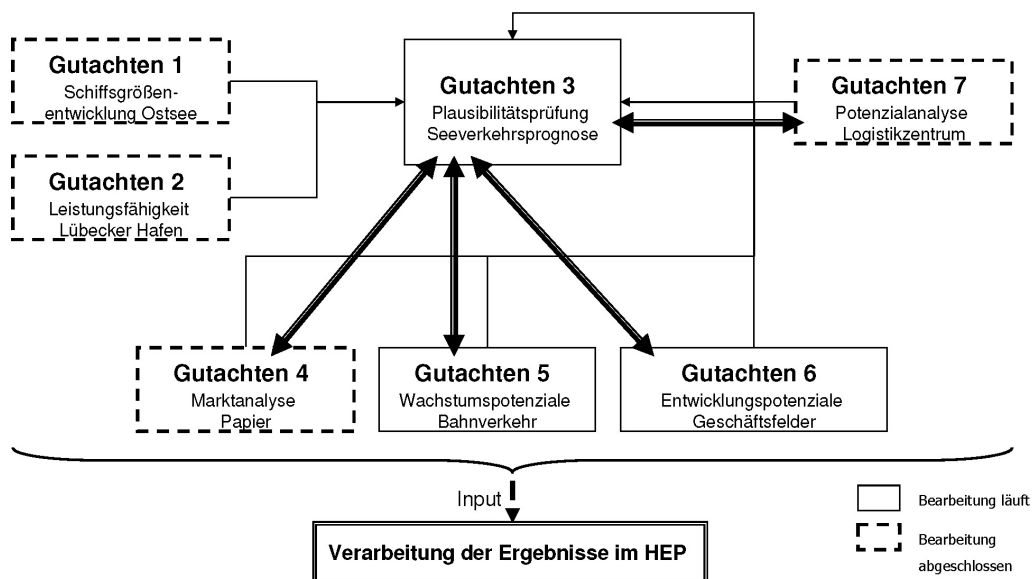 Gutachten 1
Schiffsgrößen-
entwicklung Ostsee
Gutachten 2
Leistungsfähigkeit
Lübecker Hafen
Gutachten 3
Plausibilitätsprüfung
Seeverkehrsprognose
Gutachten 7
Potenzialanalyse
Logistikzentrum
Gutachten 4
Marktanalyse
Papier
Gutachten 5
Wachstumspotenziale
Bahnverkehr
Gutachten 6
Entwicklungspotenziale
Geschäftsfelder
Input
Verarbeitung der Ergebnisse im HEP
Bearbeitung läuft
Bearbeitung
abgeschlossen